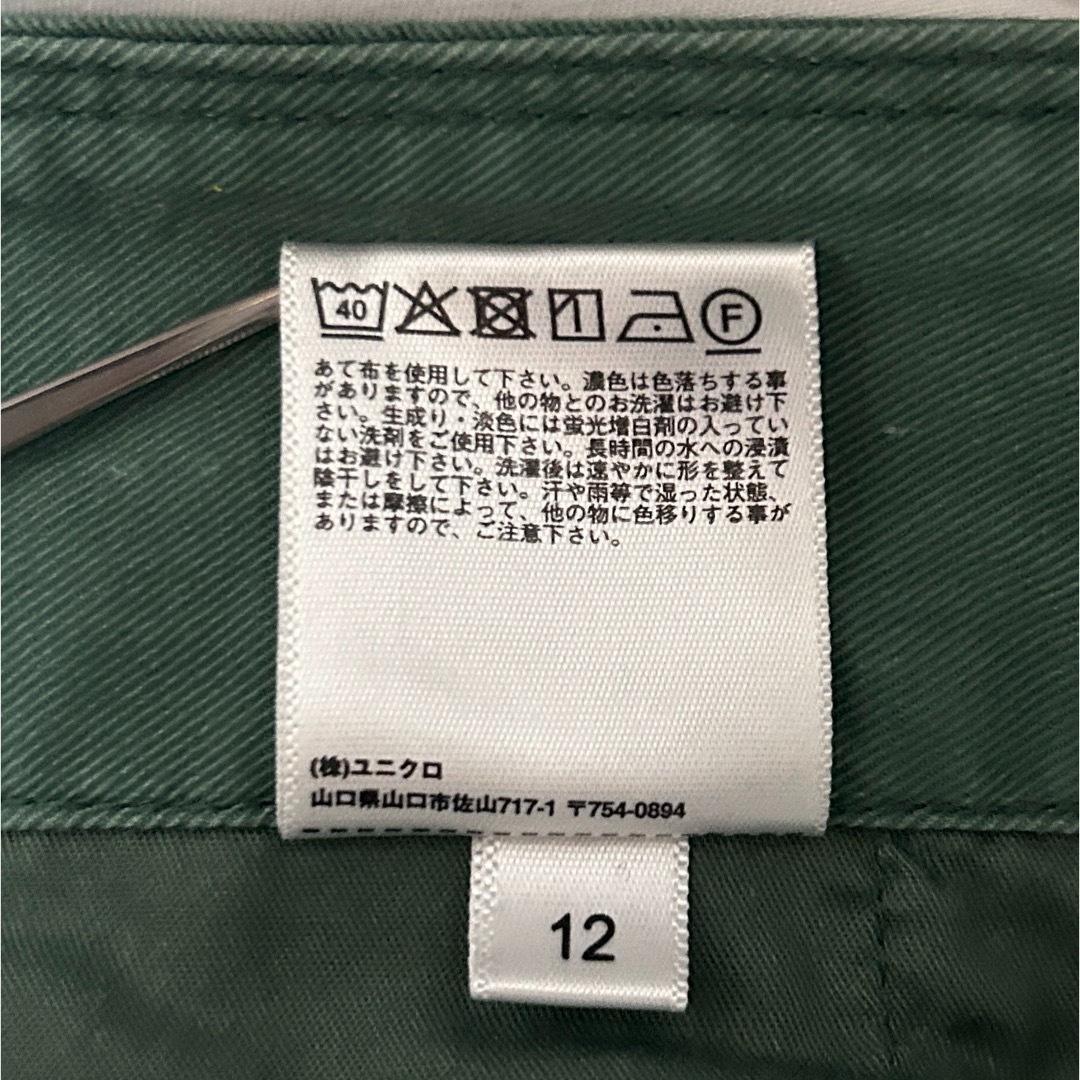 40 F
あて布を使用して下さい。濃色は色落ちする事
がありますので、他の物とのお洗濯はお避け下
さい。生成り・淡色には蛍光増白剤の入ってい
ない洗剤をご使用下さい。長時間の水への浸漬
はお避け下さい。洗濯後は速やかに形を整えて
陰干しをして下さい。汗や雨等で湿った状態、
または摩擦によって、他の物に色移りする事が
ありますので、ご注意下さい。
(株)ユニクロ
山口県山口市佐山717-1 〒754-0894
12